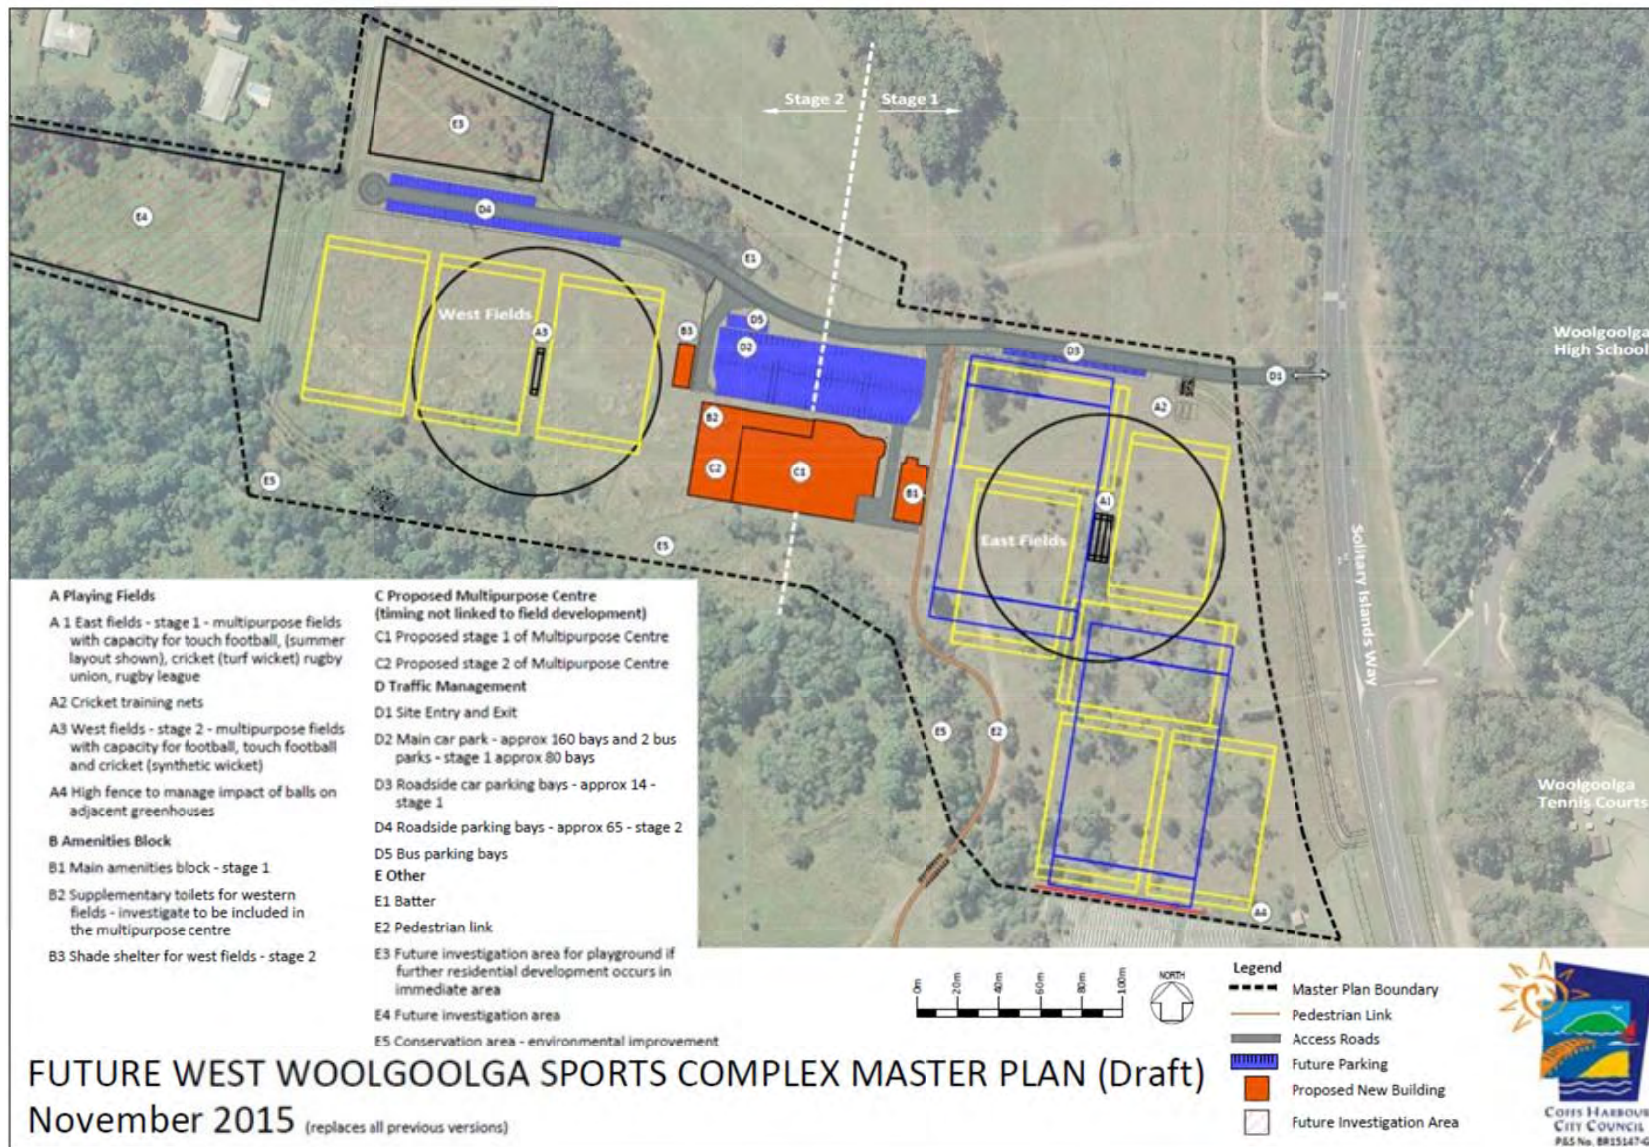 Stage 2
Stage 1
E3
E4
D4
E1
West Fields
A3
B3
D5
D2
D3
D1
Woolgoolga
High School
A2
B2
C2
C1
B1
A1
East Fields
E5
E5
E5
E2
Solitary Islands Way
Woolgoolga
Tennis Courts
A4
A Playing Fields
A 1 East fields - stage 1 - multipurpose fields
with capacity for touch football, (summer
layout shown), cricket (turf wicket) rugby
union, rugby league
A2 Cricket training nets
A3 West fields - stage 2 - multipurpose fields
with capacity for football, touch football
and cricket (synthetic wicket)
A4 High fence to manage impact of balls on
adjacent greenhouses
B Amenities Block
B1 Main amenities block - stage 1
B2 Supplementary toilets for western
fields - investigate to be included in
the multipurpose centre
B3 Shade shelter for west fields - stage 2
C Proposed Multipurpose Centre
(timing not linked to field development)
C1 Proposed stage 1 of Multipurpose Centre
C2 Proposed stage 2 of Multipurpose Centre
D Traffic Management
D1 Site Entry and Exit
D2 Main car park - approx 160 bays and 2 bus
parks - stage 1 approx 80 bays
D3 Roadside car parking bays - approx 14 -
stage 1
D4 Roadside parking bays - approx 65 - stage 2
D5 Bus parking bays
E Other
E1 Batter
E2 Pedestrian link
E3 Future investigation area for playground if
further residential development occurs in
immediate area
E4 Future investigation area
E5 Conservation area - environmental improvement
0m
20m
40m
60m
80m
100m
NORTH
Legend
Master Plan Boundary
Pedestrian Link
Access Roads
Future Parking
Proposed New Building
Future Investigation Area
COFFS HARBOUR
CITY COUNCIL
P&S No.
FUTURE WEST WOOLGOOLGA SPORTS COMPLEX MASTER PLAN (Draft)
November 2015 (replaces all previous versions)